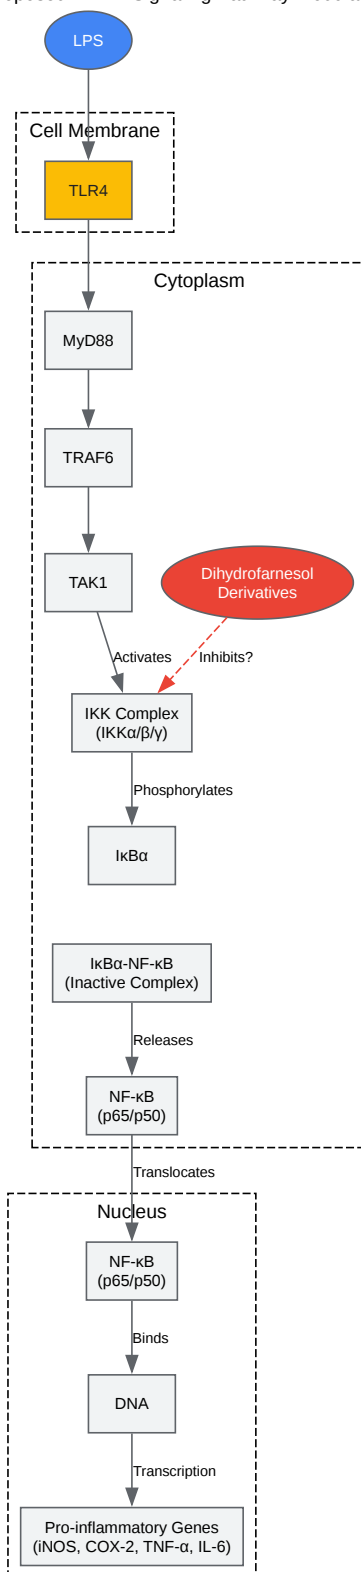 LPS
Cell Membrane
TLR4
Cytoplasm
MyD88
TRAF6
TAK1
Dihydrofarnesol
Derivatives
Activates
Inhibits?
IKK Complex
(IKKα/β/γ)
Phosphorylates
IκBα
IκBα-NF-κB
(Inactive Complex)
Releases
NF-κB
(p65/p50)
Translocates
Nucleus
NF-κB
(p65/p50)
Binds
DNA
Transcription
Pro-inflammatory Genes
(iNOS, COX-2, TNF-α, IL-6)